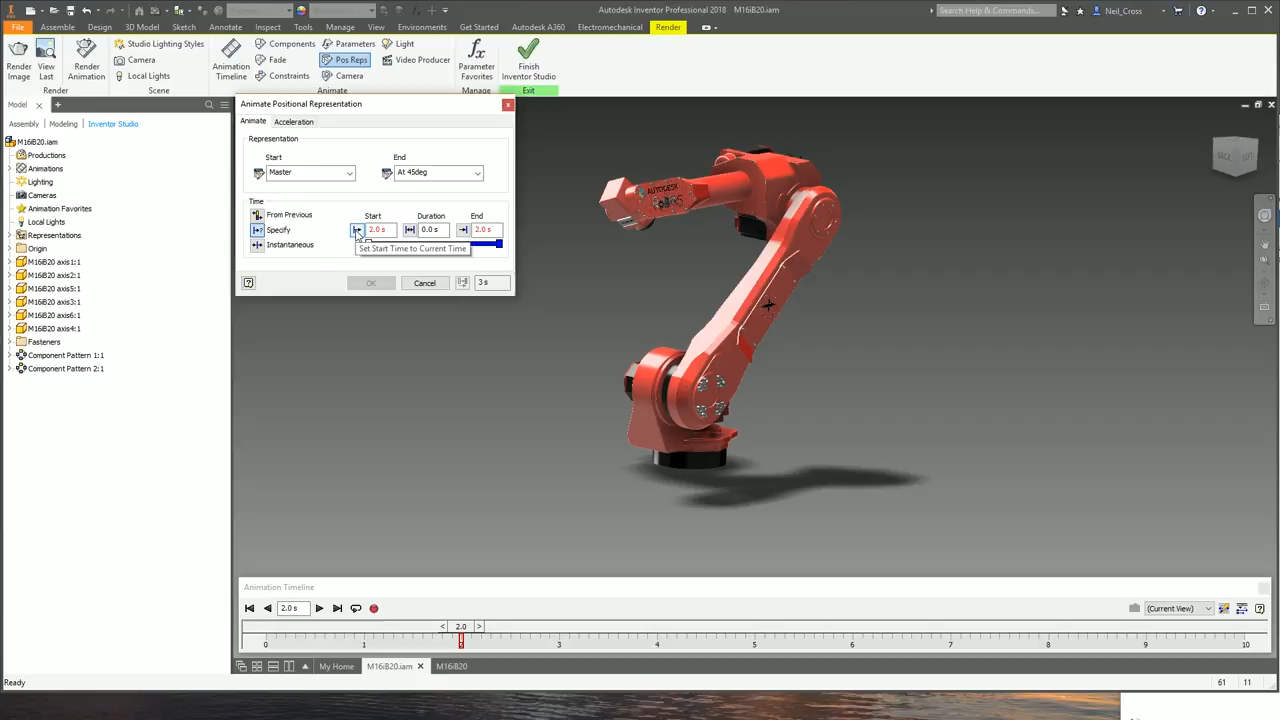 Autodesk Inventor Professional 2018 M16iB20.iam
Search Help & Commands...
Neil_Cross
File Assemble Design 3D Model Sketch Annotate Inspect Tools Manage View Environments Get Started Autodesk A360 Electromechanical Render
Render Image
View Last
Render Animation
Studio Lighting Styles
Camera
Local Lights
Animation Timeline
Components
Fade
Constraints
Parameters
Pos Reps
Camera
Light
Video Producer
Parameter Favorites
Finish Inventor Studio
Render Scene Animate Manage Exit
Model
Assembly Modeling Inventor Studio
M16iB20.iam
Productions
Animations
Lighting
Cameras
Animation Favorites
Local Lights
Representations
Origin
M16iB20 axis1:1
M16iB20 axis2:1
M16iB20 axis5:1
M16iB20 axis3:1
M16iB20 axis6:1
M16iB20 axis4:1
Fasteners
Component Pattern 1:1
Component Pattern 2:1
Animate Positional Representation
Animate Acceleration
Representation
Start End
Master At 45deg
Time
From Previous Start Duration End
Specify 2.0 s 0.0 s 2.0 s
Instantaneous
Set Start Time to Current Time
OK Cancel 3 s
AUTODESK
BACK LEFT
Animation Timeline
2.0 s
(Current View)
< 2.0 >
0 1 2 3 4 5 6 7 8 9 10
My Home M16iB20.iam M16iB20
Ready 61 11